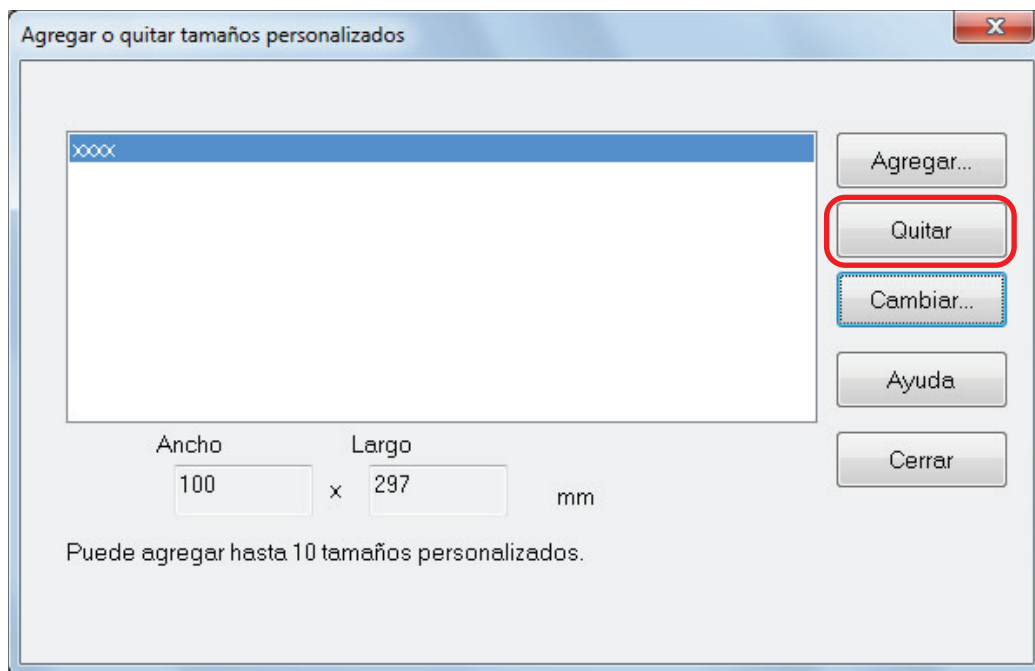 Agregar o quitar tamaños personalizados
xxxx
Agregar...
Quitar
Cambiar...
Ayuda
Cerrar
Ancho Largo
100 x 297 mm
Puede agregar hasta 10 tamaños personalizados.